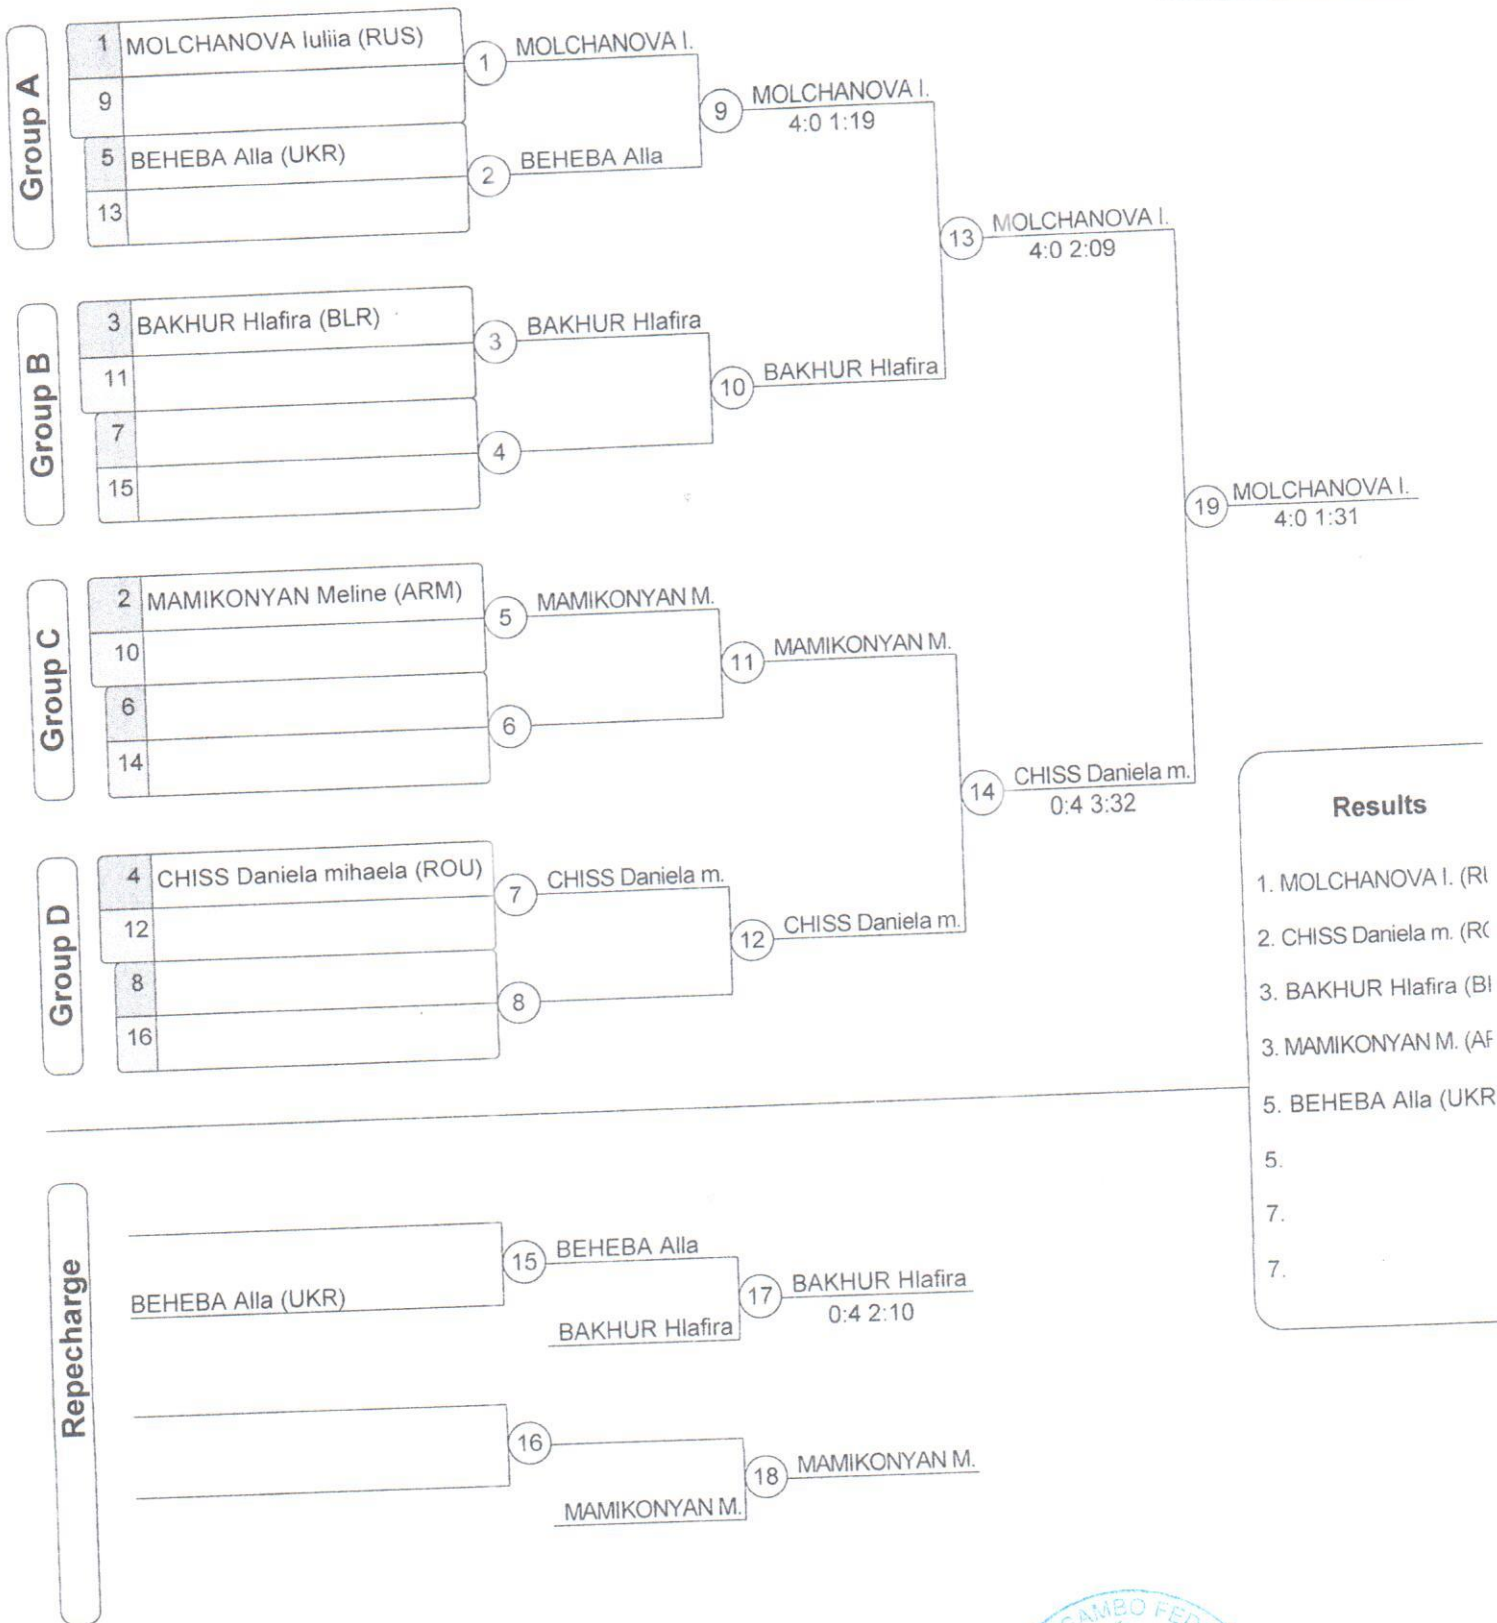 Group A
1 MOLCHANOVA Iuliia (RUS)
9
5 BEHEBA Alla (UKR)
13
1 MOLCHANOVA I.
2 BEHEBA Alla
9 MOLCHANOVA I.
4:0 1:19
Group B
3 BAKHUR Hlafira (BLR)
11
7
15
3 BAKHUR Hlafira
4
10 BAKHUR Hlafira
13 MOLCHANOVA I.
4:0 2:09
Group C
2 MAMIKONYAN Meline (ARM)
10
6
14
5 MAMIKONYAN M.
6
11 MAMIKONYAN M.
Group D
4 CHISS Daniela mihaela (ROU)
12
8
16
7 CHISS Daniela m.
8
12 CHISS Daniela m.
14 CHISS Daniela m.
0:4 3:32
19 MOLCHANOVA I.
4:0 1:31
Results
1. MOLCHANOVA I. (RU
2. CHISS Daniela m. (RO
3. BAKHUR Hlafira (Bl
3. MAMIKONYAN M. (AR
5. BEHEBA Alla (UKR
5.
7.
7.
Repecharge
BEHEBA Alla (UKR)
15 BEHEBA Alla
BAKHUR Hlafira
17 BAKHUR Hlafira
0:4 2:10
16
MAMIKONYAN M.
18 MAMIKONYAN M.
SAMBO FED